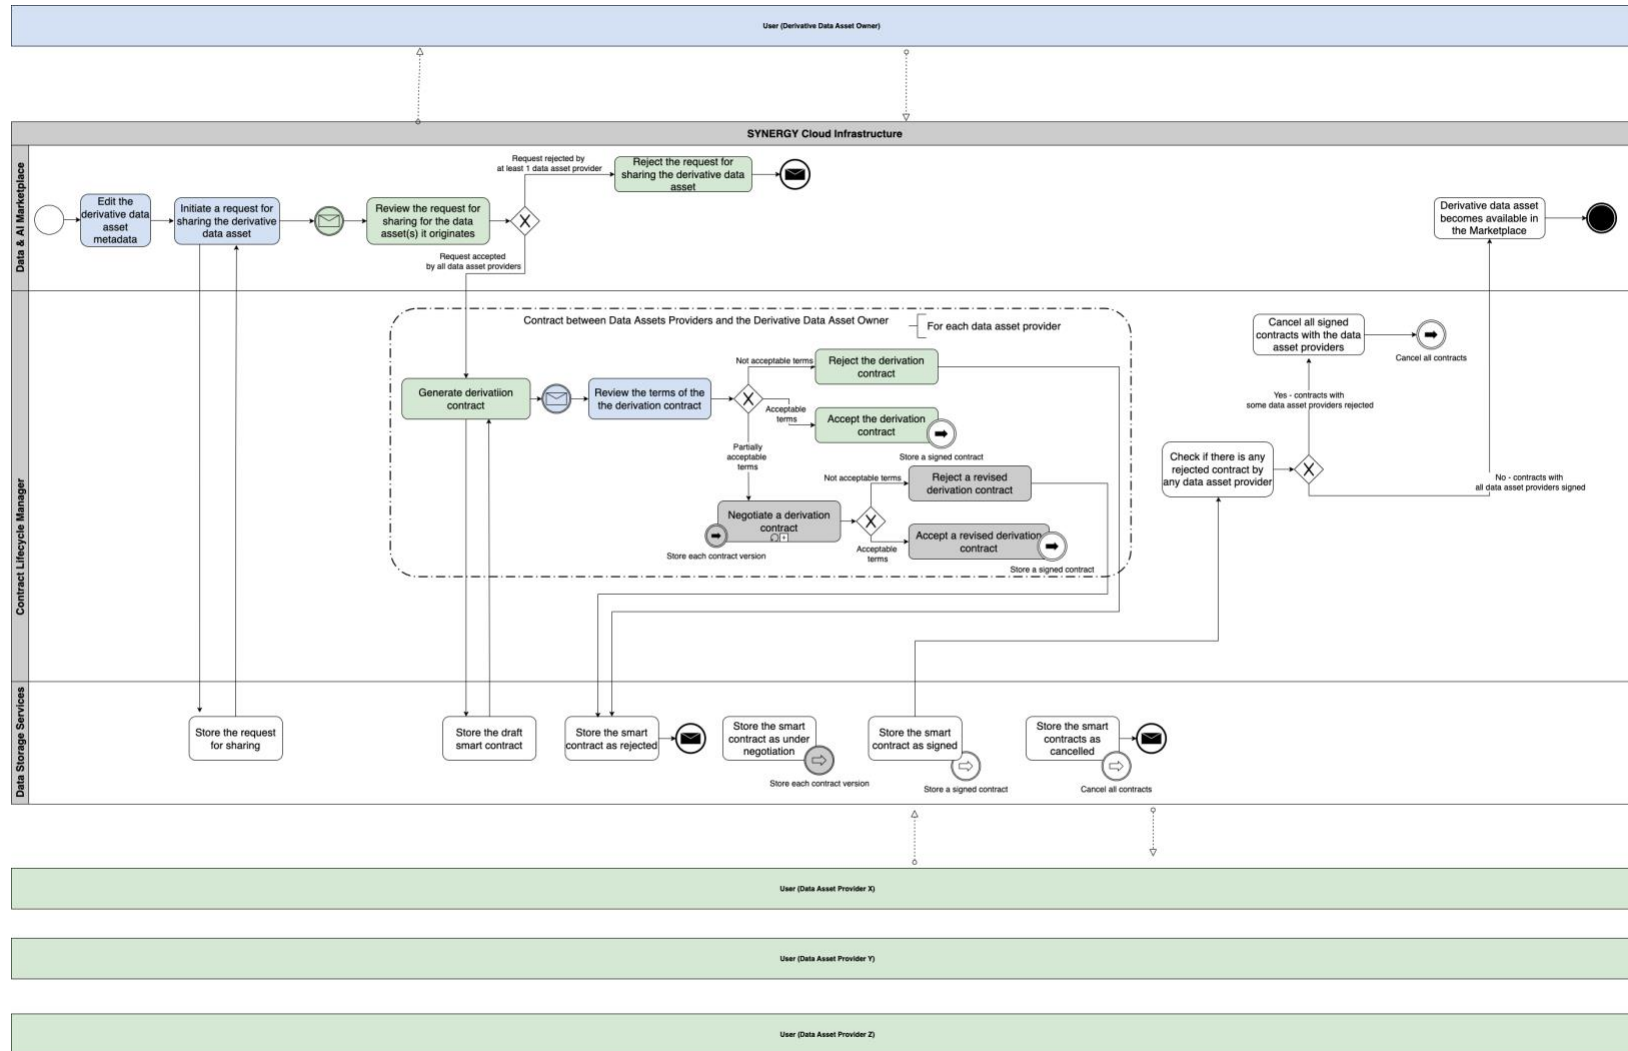 User (Derivative Data Asset Owner)
SYNERGY Cloud Infrastructure
Data & AI Marketplace
Edit the
derivative data
asset
metadata
Initiate a request for
sharing the derivative
data asset
Review the request for
sharing for the data
asset(s) it originates
Request rejected by
at least 1 data asset provider
Reject the request for
sharing the derivative data
asset
X
Request accepted
by all data asset providers
Derivative data asset
becomes available in
the Marketplace
Contract Lifecycle Manager
Contract between Data Assets Providers and the Derivative Data Asset Owner
For each data asset provider
Generate derivatiion
contract
Review the terms of the
the derivation contract
X
Not acceptable terms
Reject the derivation
contract
Acceptable
terms
Accept the derivation
contract
Store a signed contract
Partially
acceptable
terms
Negotiate a derivation
contract
Store each contract version
X
Not acceptable terms
Reject a revised
derivation contract
Acceptable
terms
Accept a revised derivation
contract
Store a signed contract
Cancel all signed
contracts with the data
asset providers
Cancel all contracts
Yes - contracts with
some data asset providers rejected
Check if there is any
rejected contract by
any data asset provider
X
No - contracts with
all data asset providers signed
Data Storage Services
Store the request
for sharing
Store the draft
smart contract
Store the smart
contract as rejected
Store the smart
contract as under
negotiation
Store each contract version
Store the smart
contract as signed
Store a signed contract
Store the smart
contracts as
cancelled
Cancel all contracts
User (Data Asset Provider X)
User (Data Asset Provider Y)
User (Data Asset Provider Z)